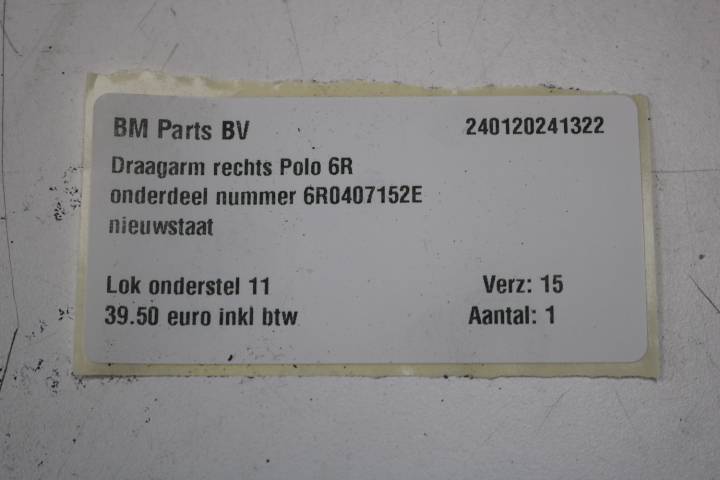 BM Parts BV 240120241322
Draagarm rechts Polo 6R
onderdeel nummer 6R0407152E
nieuwstaat
Lok onderstel 11 Verz: 15
39.50 euro inkl btw Aantal: 1